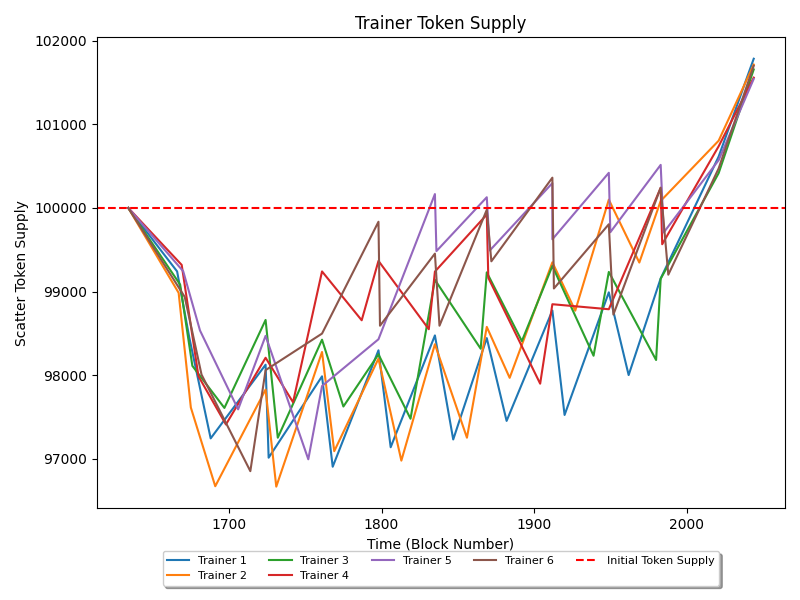 Trainer Token Supply
102000
101000
100000
99000
98000
97000
Scatter Token Supply
1700 1800 1900 2000
Time (Block Number)
Trainer 1 Trainer 3 Trainer 5 Trainer 6 Initial Token Supply
Trainer 2 Trainer 4